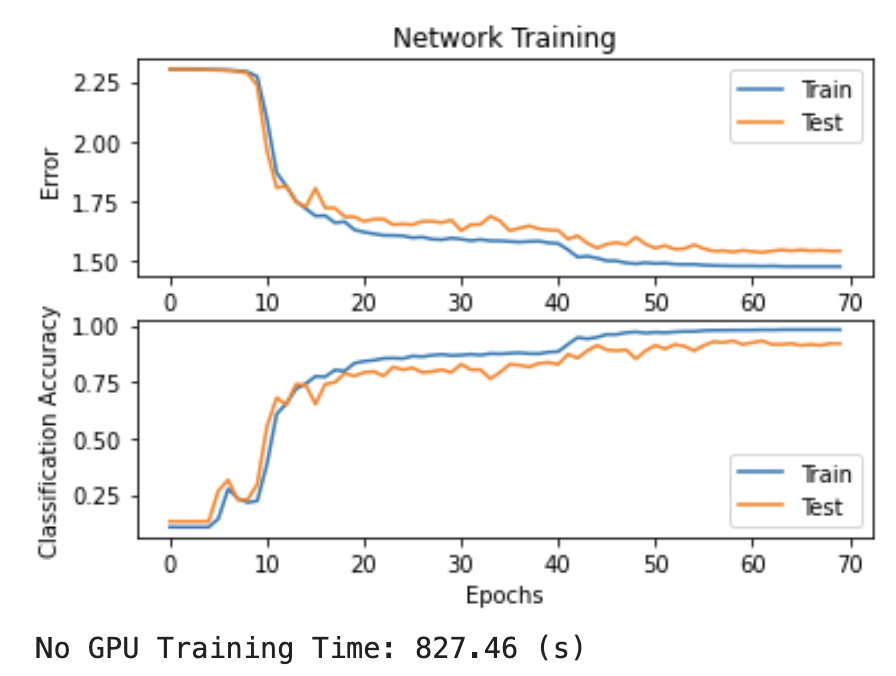 Network Training
Error
2.25
2.00
1.75
1.50
Train
Test
0 10 20 30 40 50 60 70
Classification Accuracy
1.00
0.75
0.50
0.25
Train
Test
0 10 20 30 40 50 60 70
Epochs
No GPU Training Time: 827.46 (s)